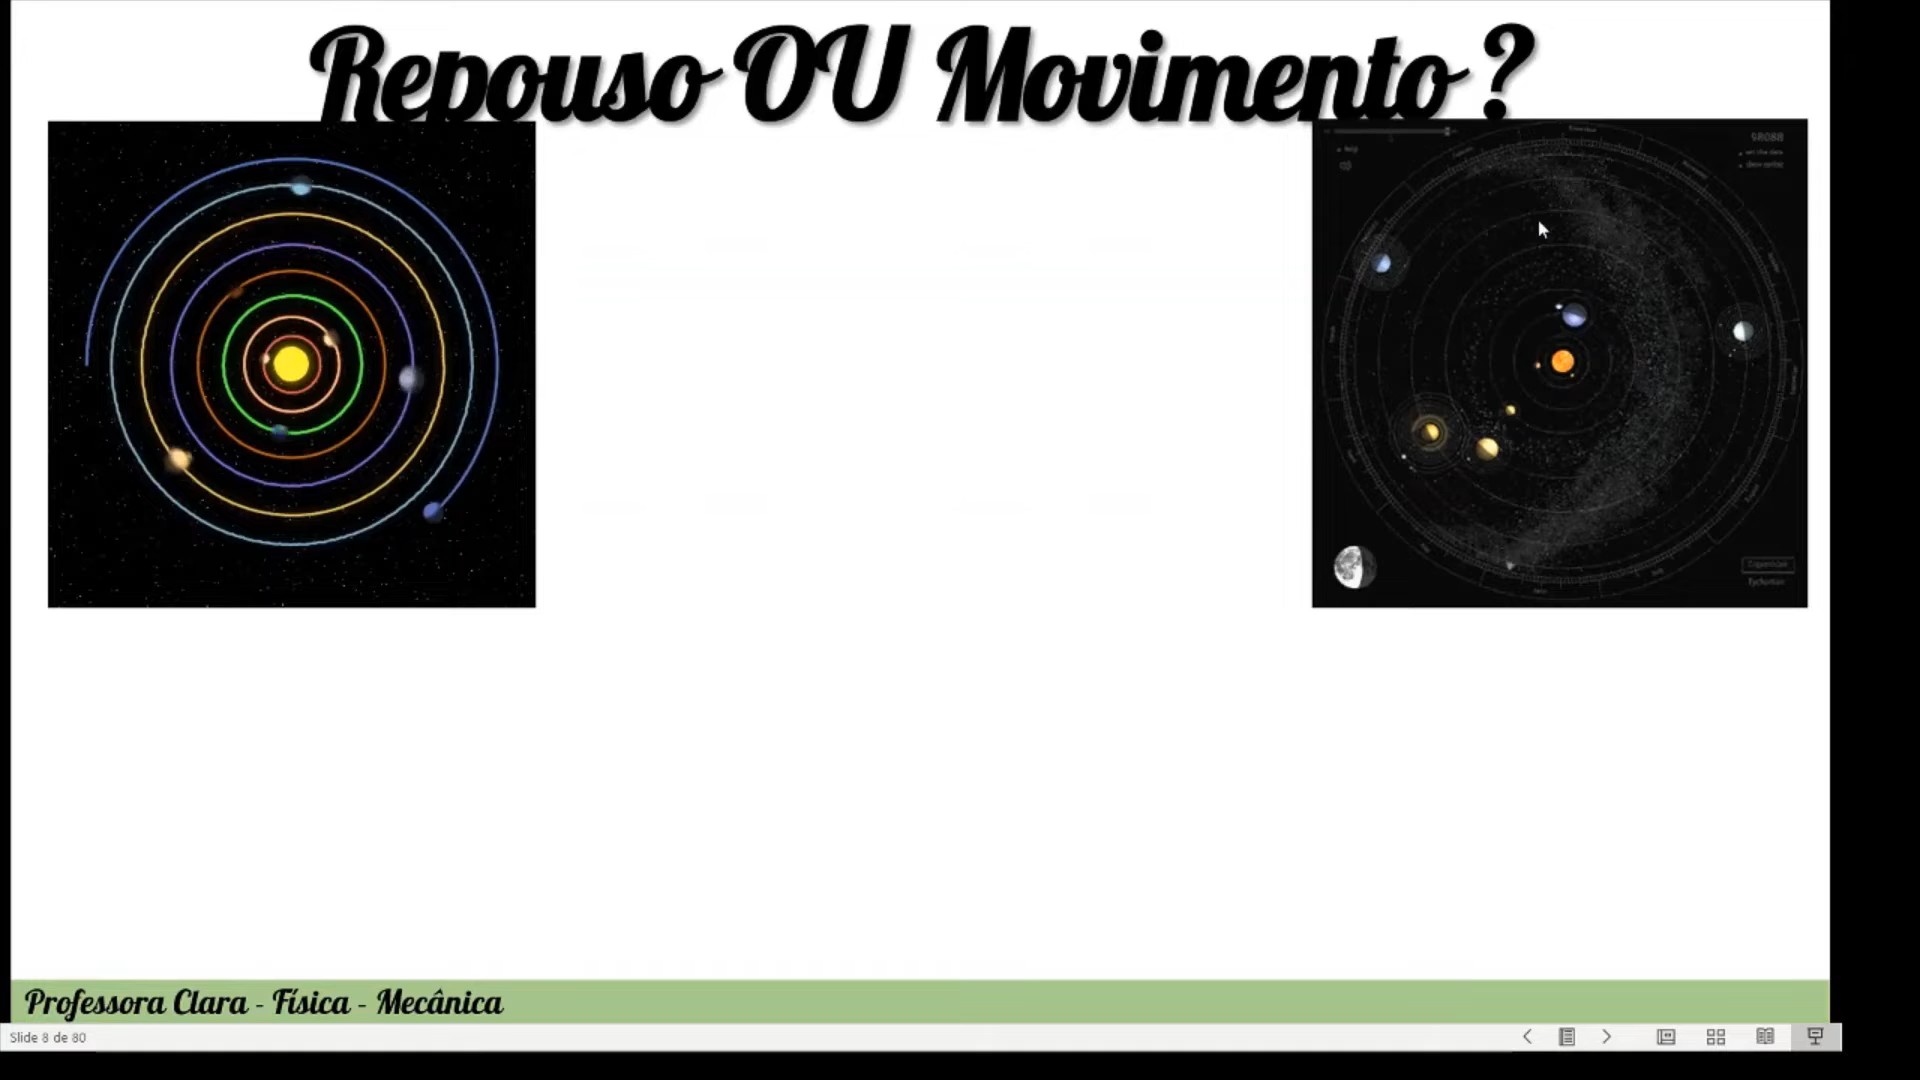 Repouso OU Movimento ?
Professora Clara - Física - Mecânica
Slide 8 de 80